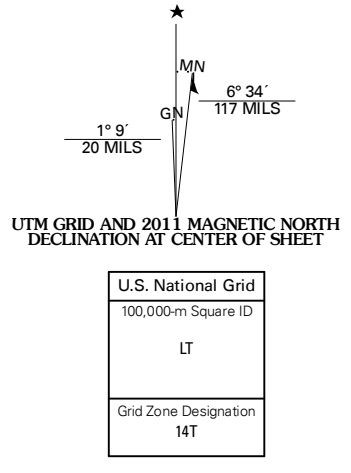 MN
GN
6° 34´
117 MILS
1° 9´
20 MILS
UTM GRID AND 2011 MAGNETIC NORTH
DECLINATION AT CENTER OF SHEET
U.S. National Grid
100,000-m Square ID
LT
Grid Zone Designation
14T